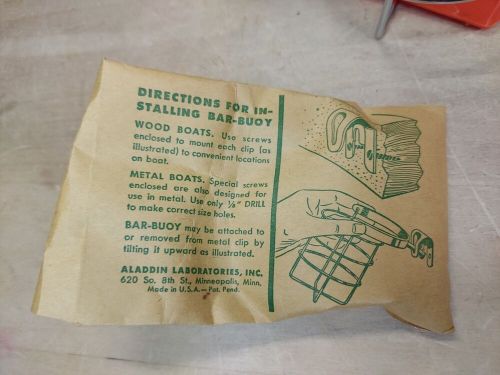 DIRECTIONS FOR IN-
STALLING BAR-BUOY
WOOD BOATS. Use screws
enclosed to mount each clip (as
illustrated) to convenient locations
on boat.
METAL BOATS. Special screws
enclosed are also designed for
use in metal. Use only ⅛" DRILL
to make correct size holes.
BAR-BUOY may be attached to
or removed from metal clip by
tilting it upward as illustrated.
ALADDIN LABORATORIES, INC.
620 So. 8th St., Minneapolis, Minn.
Made in U.S.A.—Pat. Pend.